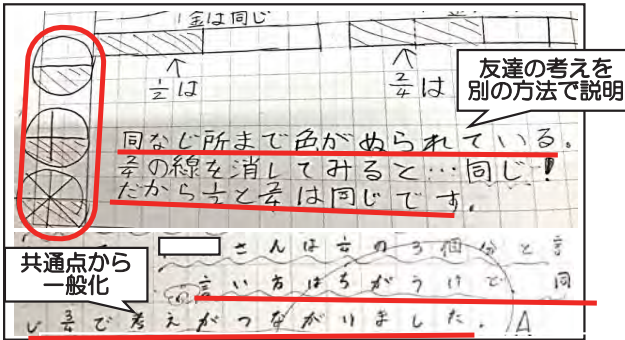 金は同じ
1/2は
2/4は
友達の考えを
別の方法で説明
同なじ所まで色がぬられている。
2/4の線を消してみると…同じ!
だから1/2と2/4は同じです。
共通点から
一般化
さんは1/4の3個分と
言い方はちがうけど 同
じ3/4で考えがつながりました。 A